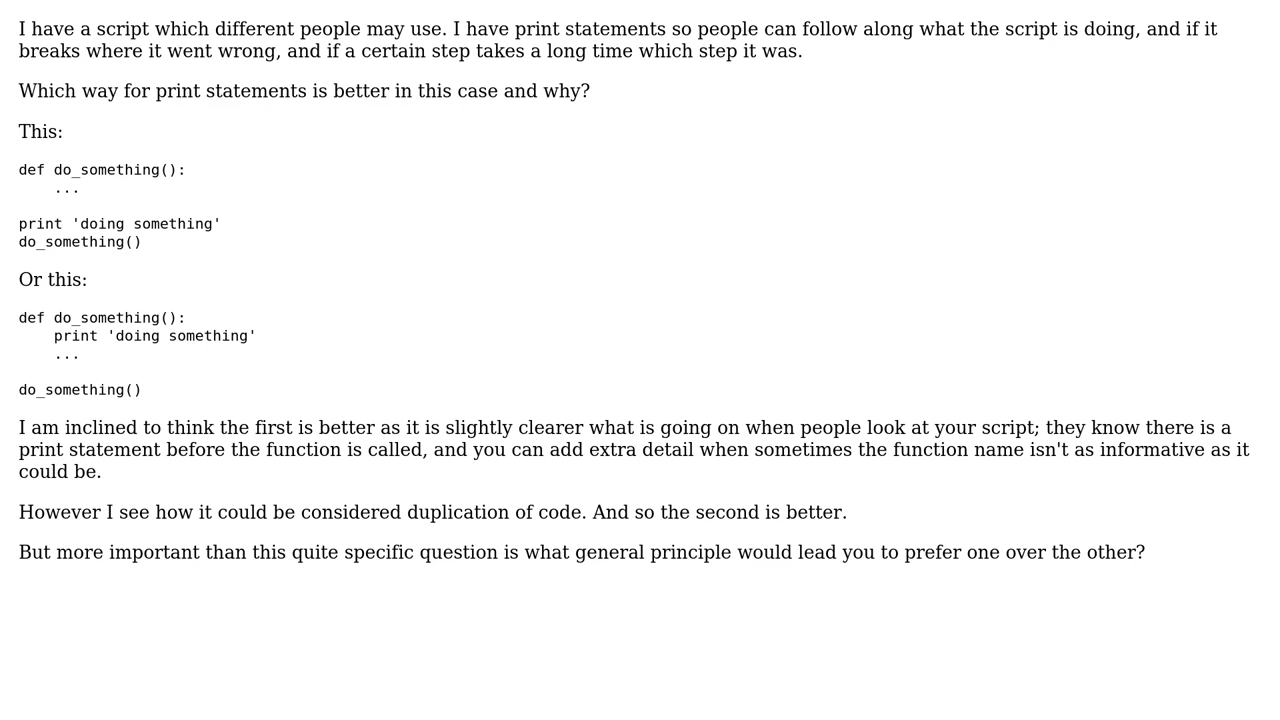 I have a script which different people may use. I have print statements so people can follow along what the script is doing, and if it
breaks where it went wrong, and if a certain step takes a long time which step it was.
Which way for print statements is better in this case and why?
This:
def do_something():
    ...
print 'doing something'
do_something()
Or this:
def do_something():
    print 'doing something'
    ...
do_something()
I am inclined to think the first is better as it is slightly clearer what is going on when people look at your script; they know there is a
print statement before the function is called, and you can add extra detail when sometimes the function name isn't as informative as it
could be.
However I see how it could be considered duplication of code. And so the second is better.
But more important than this quite specific question is what general principle would lead you to prefer one over the other?